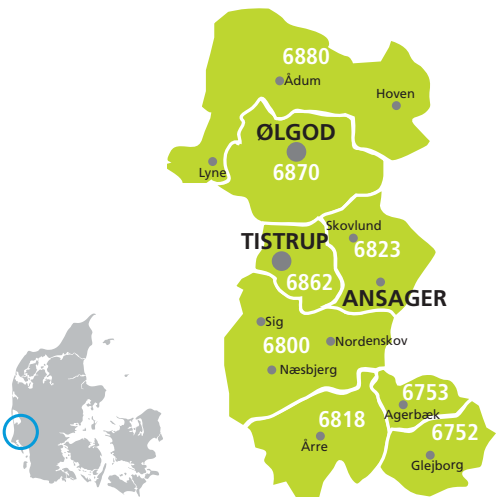 6880
Ådum
Hoven
ØLGOD
Lyne
6870
Skovlund
TISTRUP
6823
6862
ANSAGER
Sig
6800
Nordenskov
Næsbjerg
6753
Agerbæk
6818
6752
Årre
Glejborg